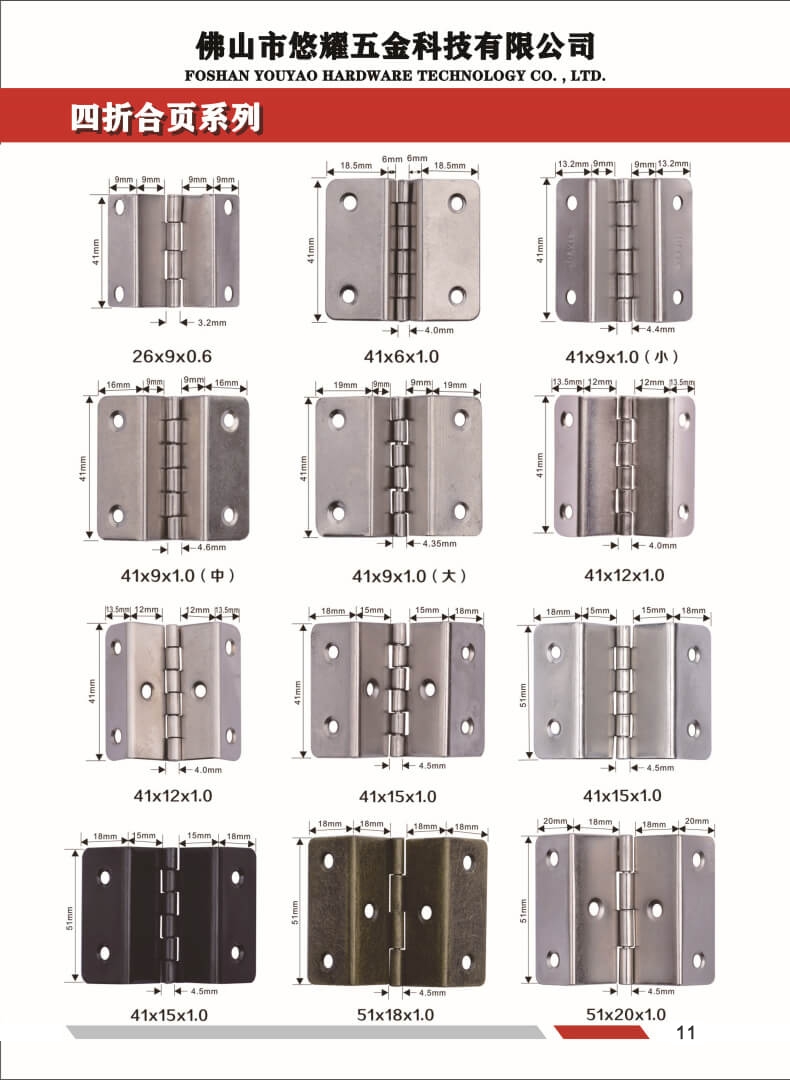 佛山市悠耀五金科技有限公司
FOSHAN YOUYAO HARDWARE TECHNOLOGY CO. , LTD.
四折合页系列
9mm 9mm 9mm 9mm
41mm
3.2mm
26x9x0.6
18.5mm 6mm 6mm 18.5mm
41mm
4.0mm
41x6x1.0
13.2mm 9mm 9mm 13.2mm
41mm
4.4mm
41x9x1.0（小）
16mm 9mm 9mm 16mm
41mm
4.6mm
41x9x1.0（中）
19mm 9mm 9mm 19mm
41mm
4.35mm
41x9x1.0（大）
13.5mm 12mm 12mm 13.5mm
41mm
4.0mm
41x12x1.0
13.5mm 12mm 12mm 13.5mm
41mm
4.0mm
41x12x1.0
18mm 15mm 15mm 18mm
41mm
4.5mm
41x15x1.0
18mm 15mm 15mm 18mm
51mm
4.5mm
41x15x1.0
18mm 15mm 15mm 18mm
51mm
4.5mm
41x15x1.0
18mm 18mm 18mm 18mm
51mm
4.5mm
51x18x1.0
20mm 18mm 18mm 20mm
51mm
4.5mm
51x20x1.0
11